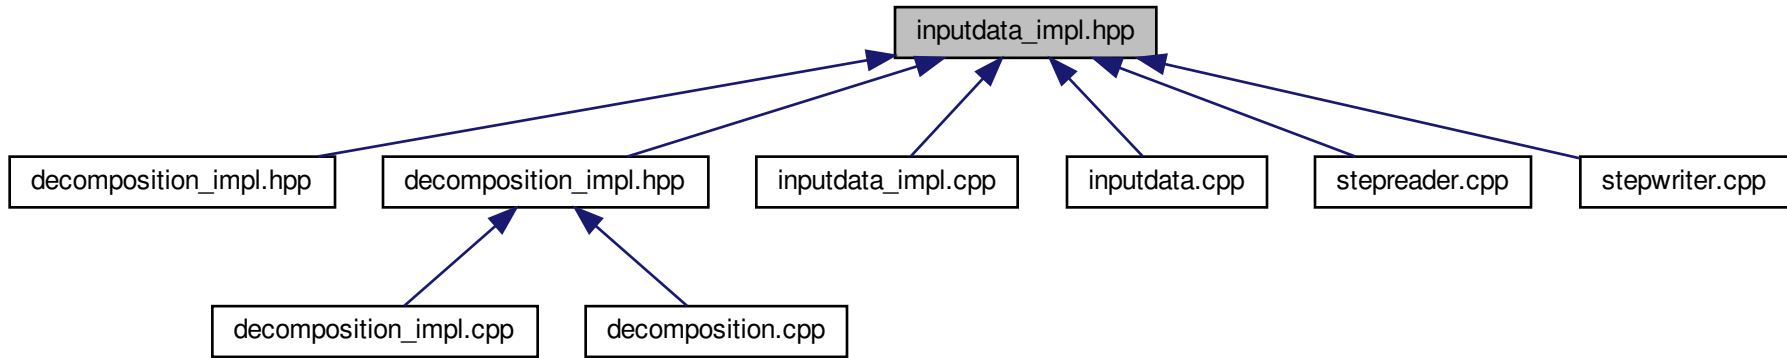 inputdata_impl.hpp
decomposition_impl.hpp
decomposition_impl.hpp
inputdata_impl.cpp
inputdata.cpp
stepreader.cpp
stepwriter.cpp
decomposition_impl.cpp
decomposition.cpp